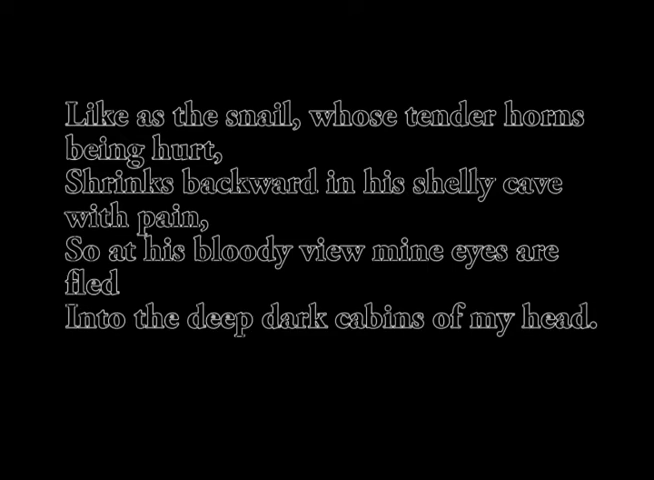 Like as the snail, whose tender horns
being hurt,
Shrinks backward in his shelly cave
with pain,
So at his bloody view mine eyes are
fled
Into the deep dark cabins of my head.